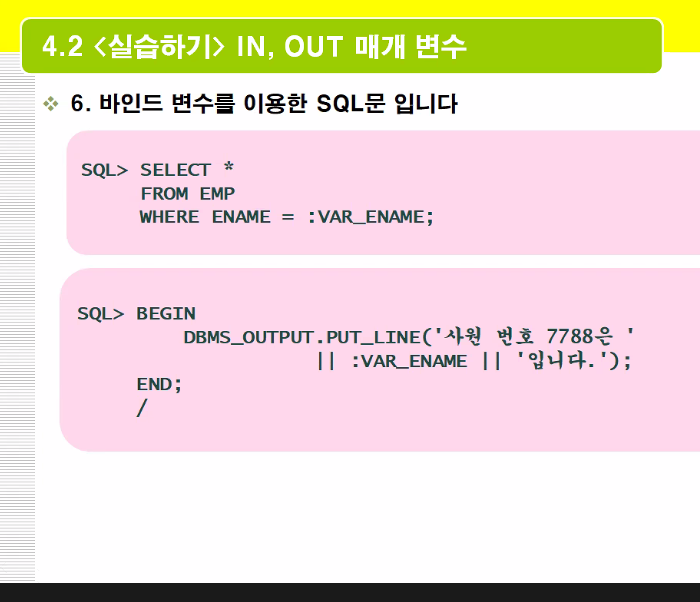 4.2 <실습하기> IN, OUT 매개 변수
6. 바인드 변수를 이용한 SQL문 입니다
SQL> SELECT *
FROM EMP
WHERE ENAME = :VAR_ENAME;
SQL> BEGIN
DBMS_OUTPUT.PUT_LINE('사원 번호 7788은 '
|| :VAR_ENAME || '입니다.');
END;
/